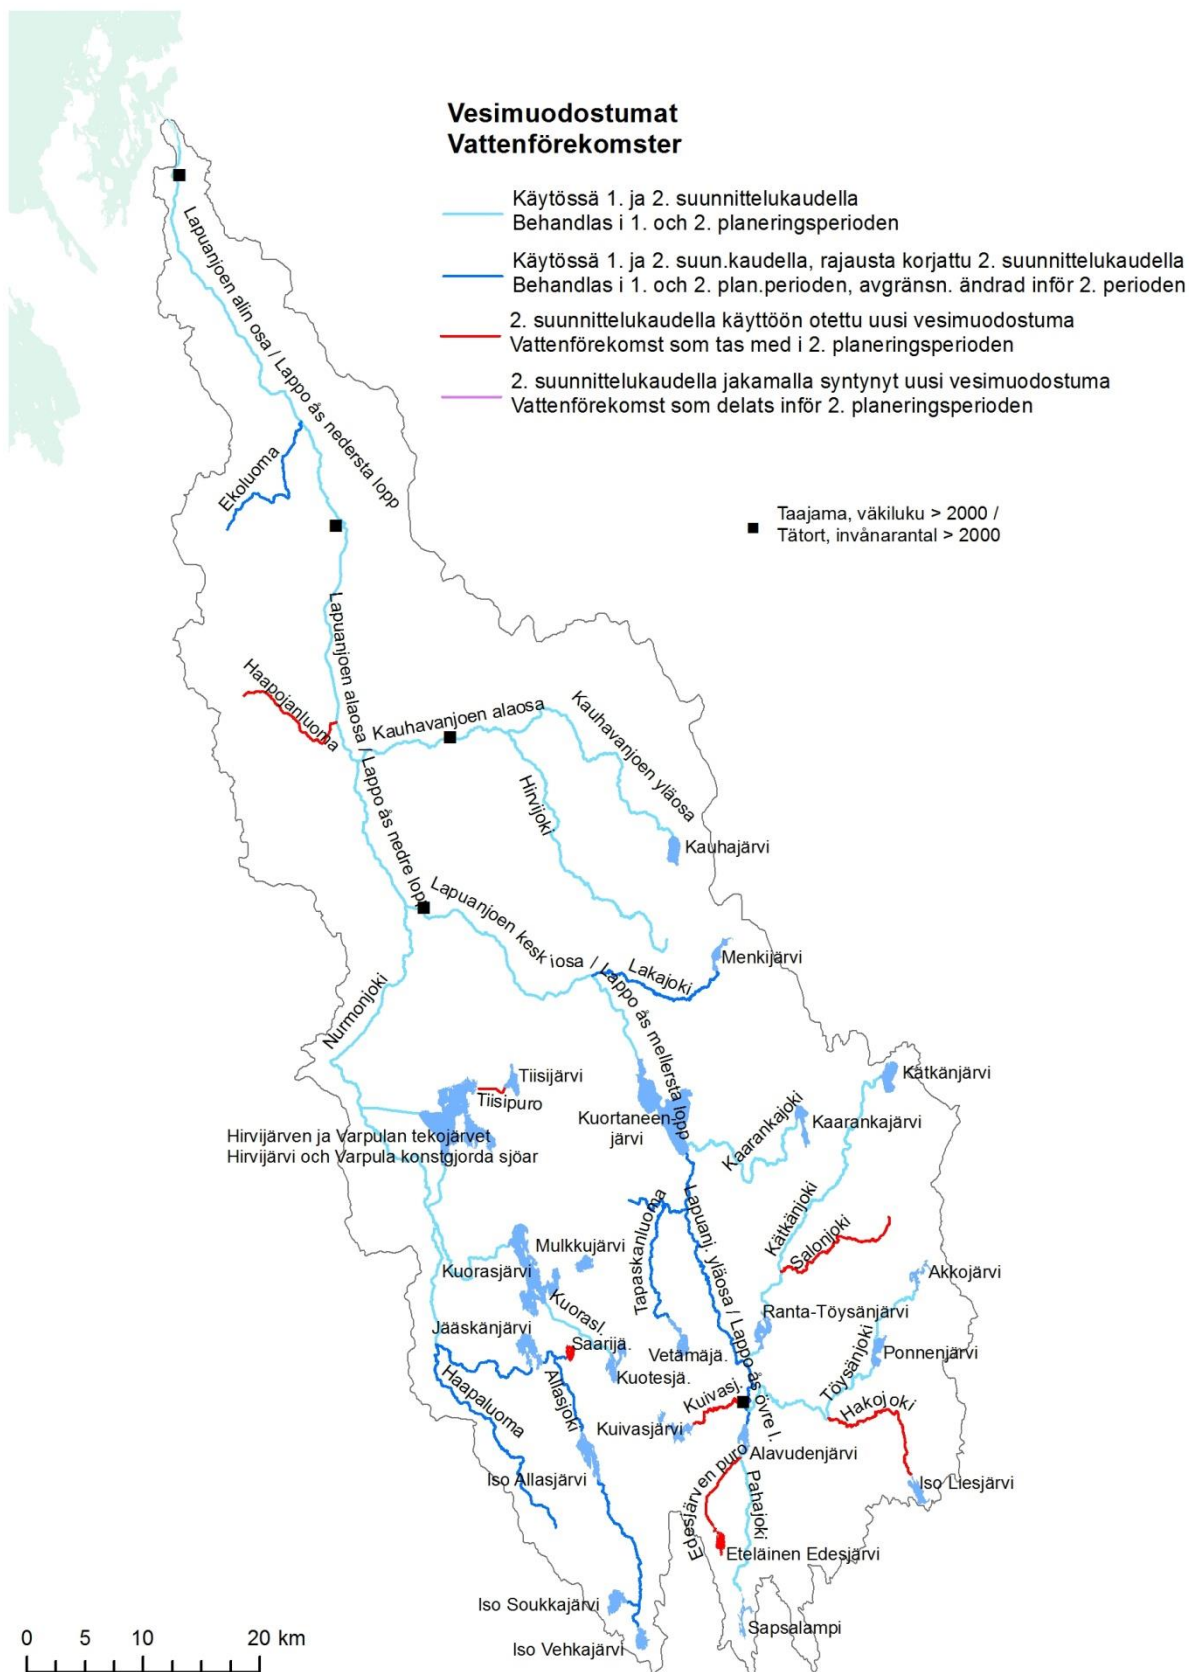 Vesimuodostumat
Vattenförekomster
Käytössä 1. ja 2. suunnittelukaudella
Behandlas i 1. och 2. planeringsperioden
Käytössä 1. ja 2. suun.kaudella, rajausta korjattu 2. suunnittelukaudella
Behandlas i 1. och 2. plan.perioden, avgränsn. ändrad inför 2. perioden
2. suunnittelukaudella käyttöön otettu uusi vesimuodostuma
Vattenförekomst som tas med i 2. planeringsperioden
2. suunnittelukaudella jakamalla syntynyt uusi vesimuodostuma
Vattenförekomst som delats inför 2. planeringsperioden
Taajama, väkiluku > 2000 /
Tätort, invånarantal > 2000
Lapuanjoen alin osa / Lappo ås nedersta lopp
Ekoluoma
Lapuanjoen alaosa / Lappo ås nedre lopp
Haapojanluoma
Kauhavanjoen alaosa
Kauhavanjoen yläosa
Hirvijoki
Kauhajärvi
Lapuanjoen keskiosa / Lappo ås mellersta lopp
Lakajoki
Menkijärvi
Nurmonjoki
Tiisijärvi
Tiisipuro
Kuortaneen-
järvi
Kätkänjärvi
Kaarankajärvi
Kaarankajoki
Hirvijärven ja Varpulan tekojärvet
Hirvijärvi och Varpula konstgjorda sjöar
Kätkänjoki
Salonjoki
Tapaskanluoma
Lapuanj. yläosa / Lappo ås övre l.
Mulkkujärvi
Kuorasjärvi
Kuorasl.
Akkojärvi
Ranta-Töysänjärvi
Jääskänjärvi
Saarijä.
Vetämäjä.
Kuotesjä.
Ponnenjärvi
Töysänjoki
Haapaluoma
Allasjoki
Kuivasj.
Kuivasjärvi
Hakojoki
Alavudenjärvi
Iso Allasjärvi
Edesjärven puro
Pahajoki
Iso Liesjärvi
Eteläinen Edesjärvi
Iso Soukkajärvi
Sapsalampi
Iso Vehkajärvi
0 5 10 20 km